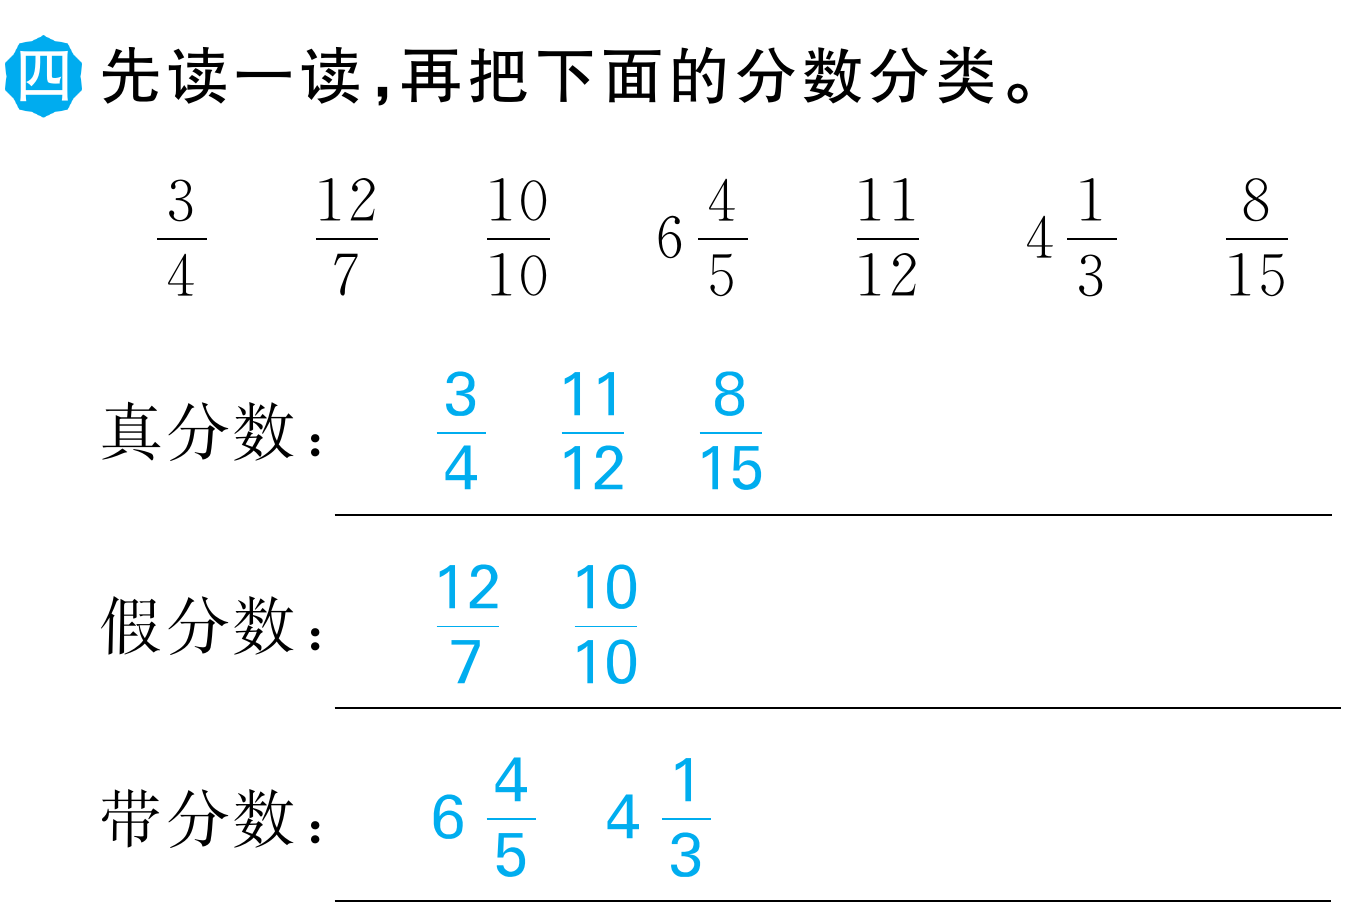 四 先读一读,再把下面的分数分类。
3/4 12/7 10/10 6 4/5 11/12 4 1/3 8/15
真分数: 3/4 11/12 8/15
假分数: 12/7 10/10
带分数: 6 4/5 4 1/3